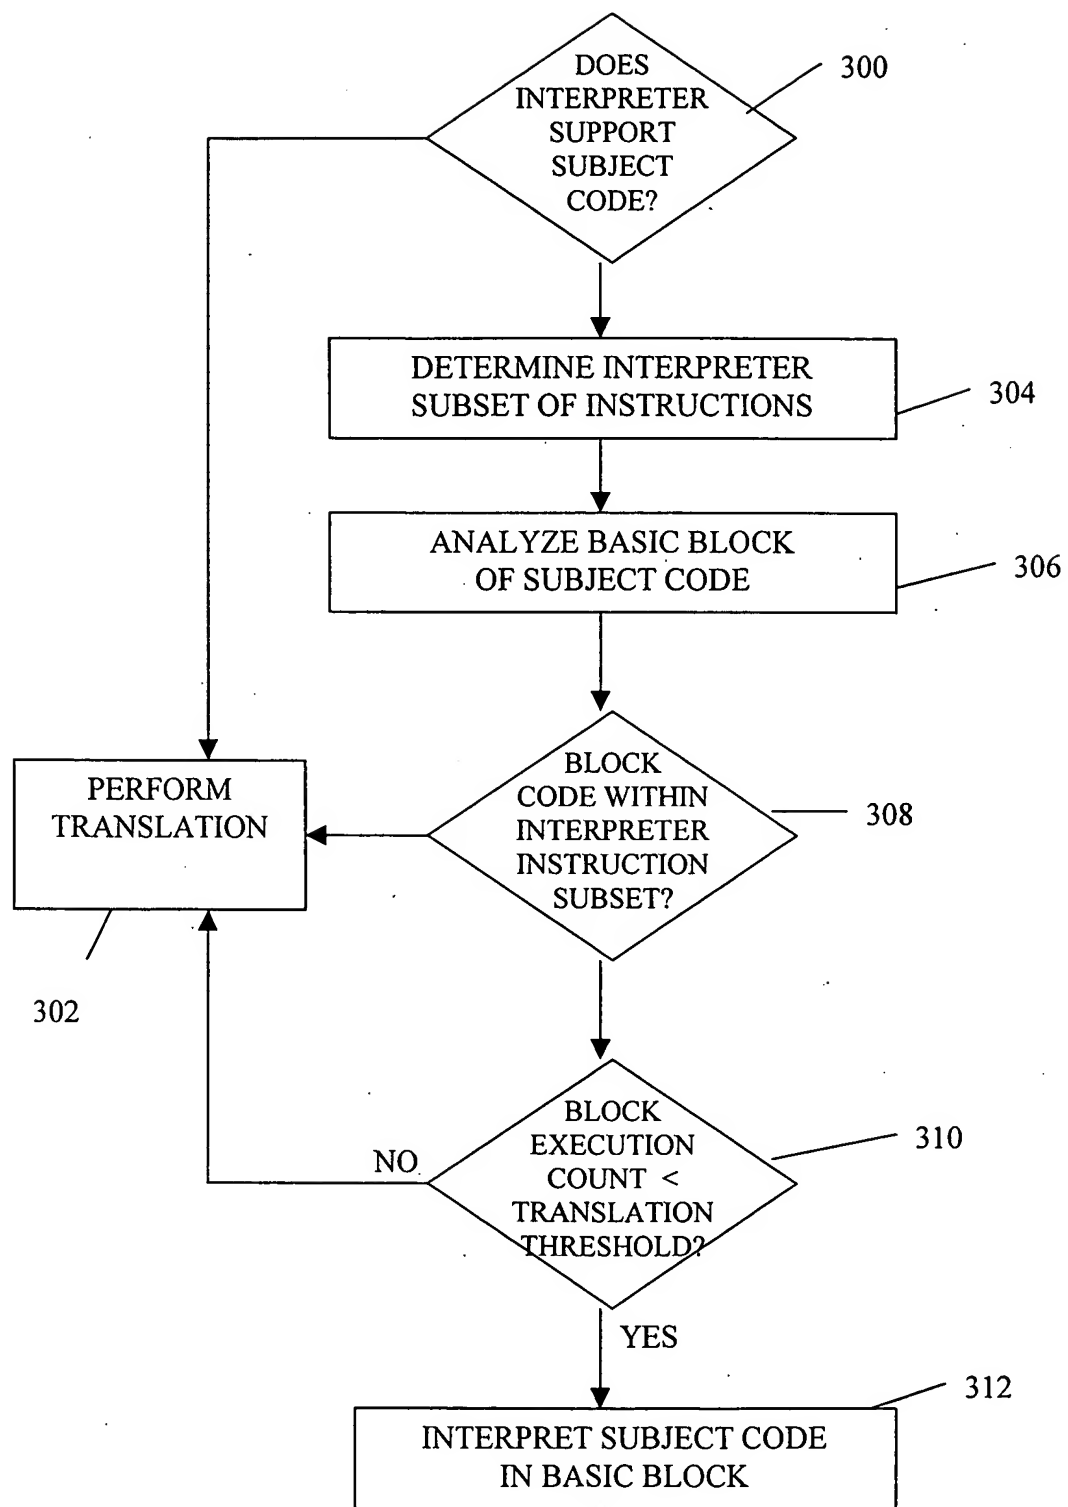 DOES
INTERPRETER
SUPPORT
SUBJECT
CODE?
300
DETERMINE INTERPRETER
SUBSET OF INSTRUCTIONS
304
ANALYZE BASIC BLOCK
OF SUBJECT CODE
306
PERFORM
TRANSLATION
302
BLOCK
CODE WITHIN
INTERPRETER
INSTRUCTION
SUBSET?
308
BLOCK
EXECUTION
COUNT <
TRANSLATION
THRESHOLD?
310
NO
YES
312
INTERPRET SUBJECT CODE
IN BASIC BLOCK